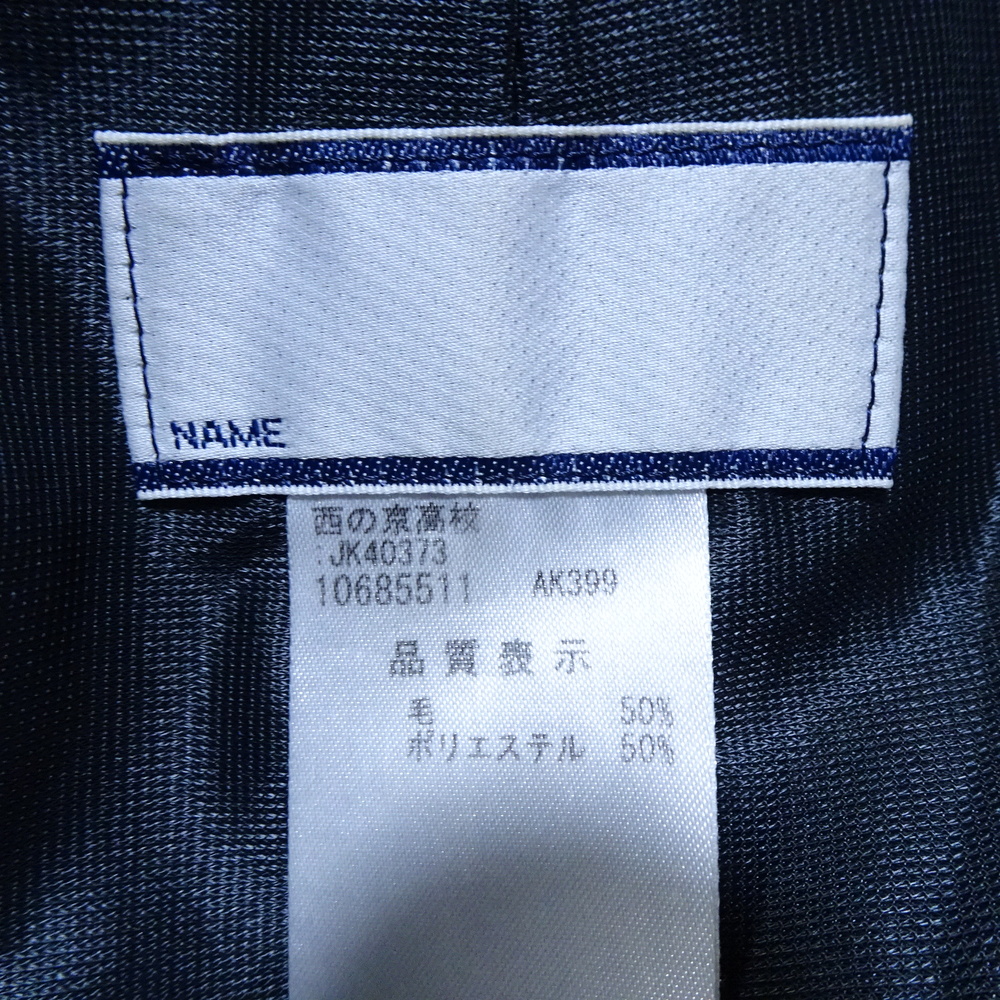 NAME
西の京高校
:JK40373
10685511 AK399
品質表示
毛 50%
ポリエステル 50%